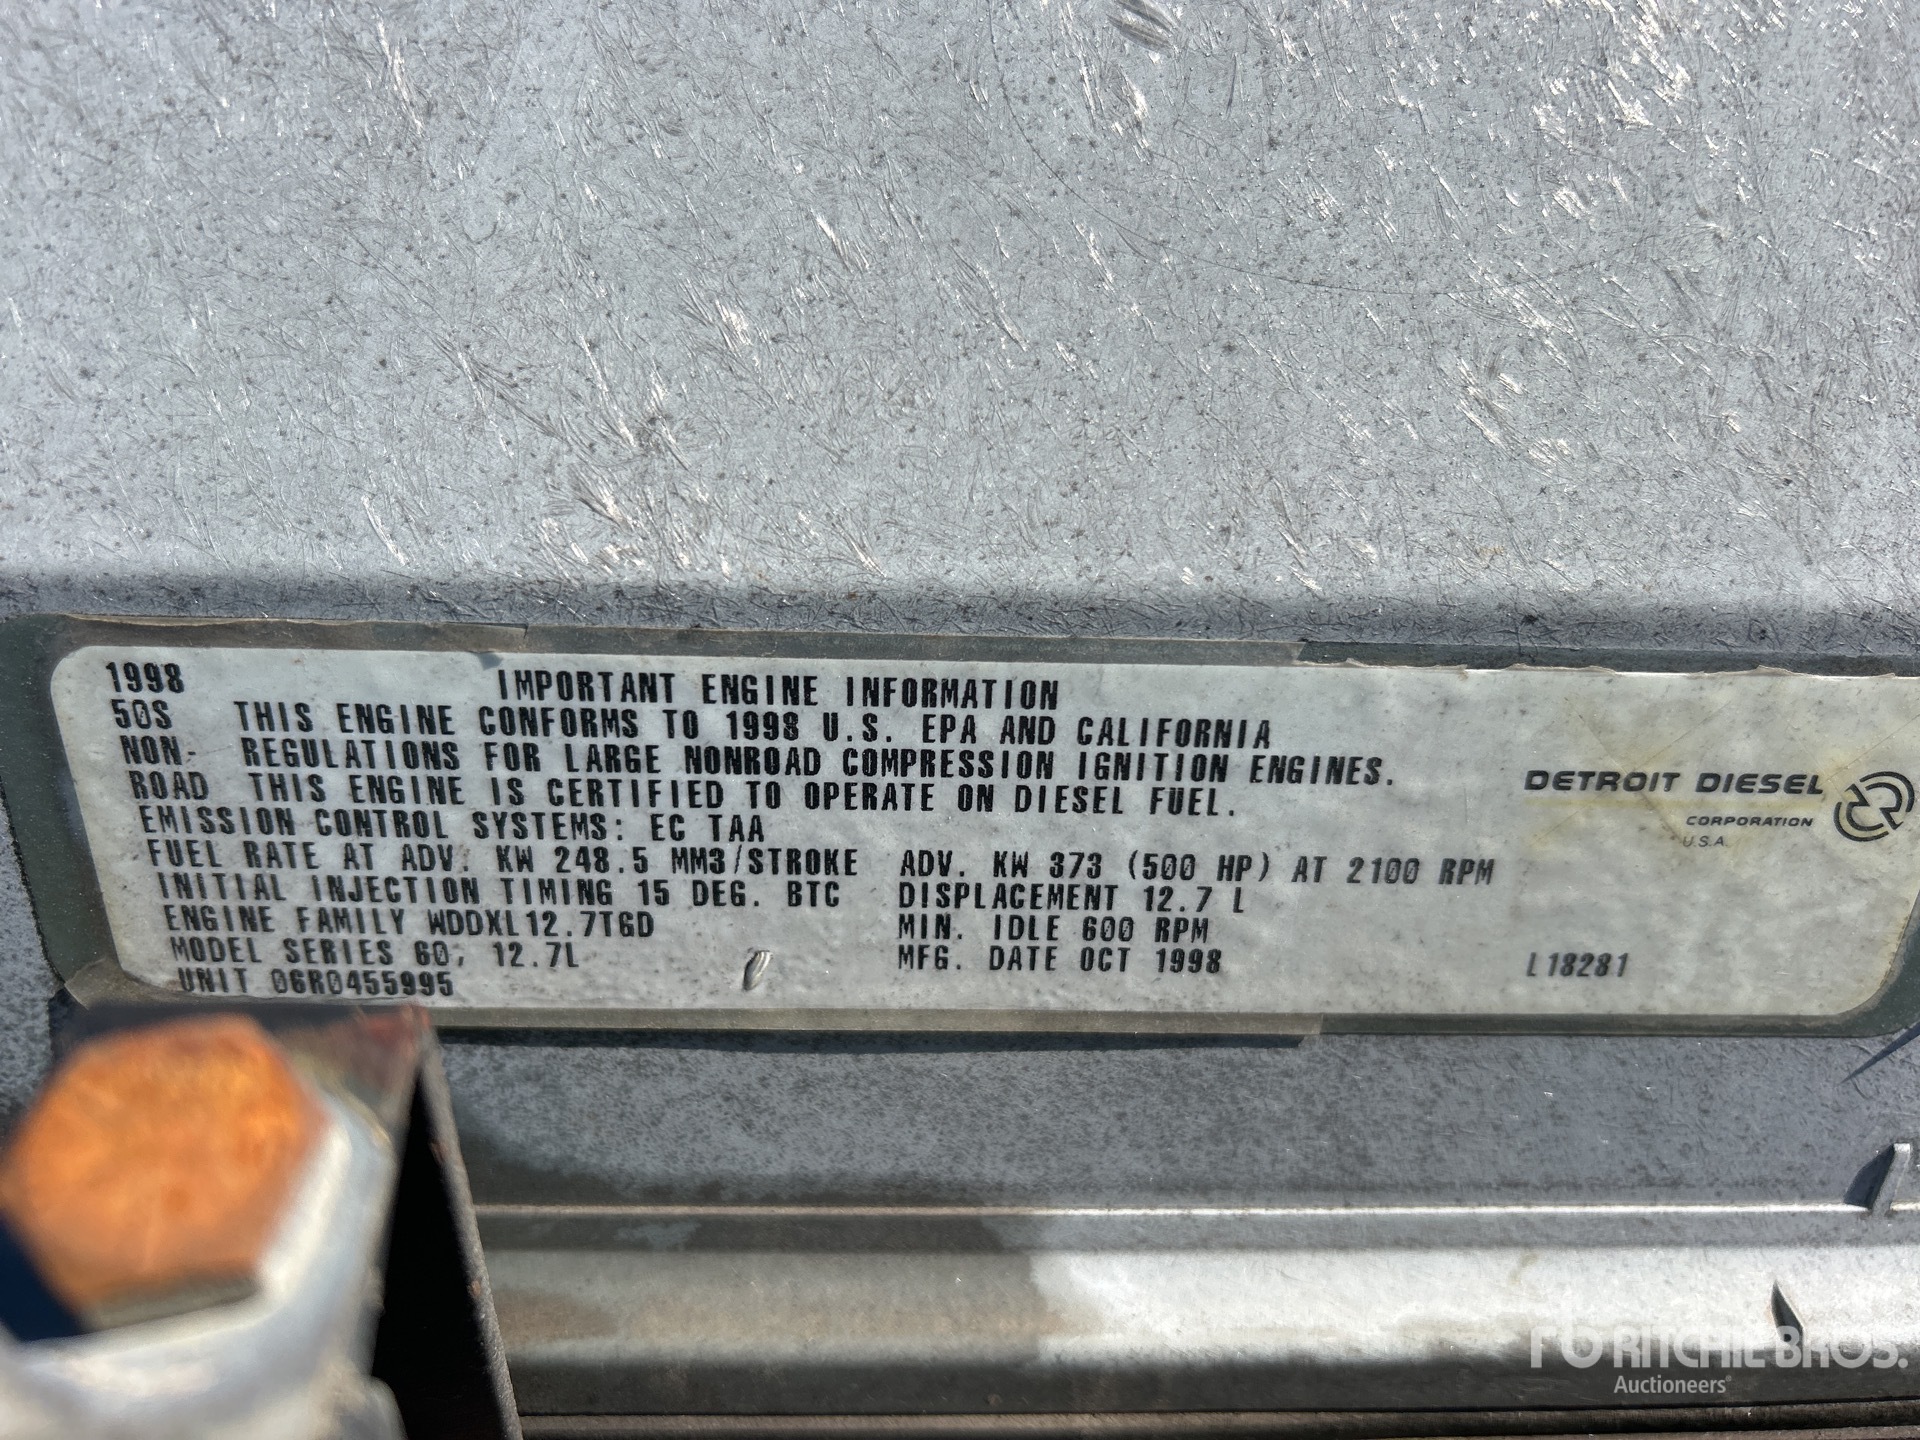 1998 IMPORTANT ENGINE INFORMATION
50S THIS ENGINE CONFORMS TO 1998 U.S. EPA AND CALIFORNIA
NON- REGULATIONS FOR LARGE NONROAD COMPRESSION IGNITION ENGINES.
ROAD THIS ENGINE IS CERTIFIED TO OPERATE ON DIESEL FUEL.
EMISSION CONTROL SYSTEMS: EC TAA
FUEL RATE AT ADV. KW 248.5 MM3/STROKE ADV. KW 373 (500 HP) AT 2100 RPM
INITIAL INJECTION TIMING 15 DEG. BTC DISPLACEMENT 12.7 L
ENGINE FAMILY WDDXL12.7TGD MIN. IDLE 600 RPM
MODEL SERIES 60, 12.7L MFG. DATE OCT 1998
UNIT 06R0455995
L18281
DETROIT DIESEL
CORPORATION
U.S.A.
RITCHIE BROS.
Auctioneers